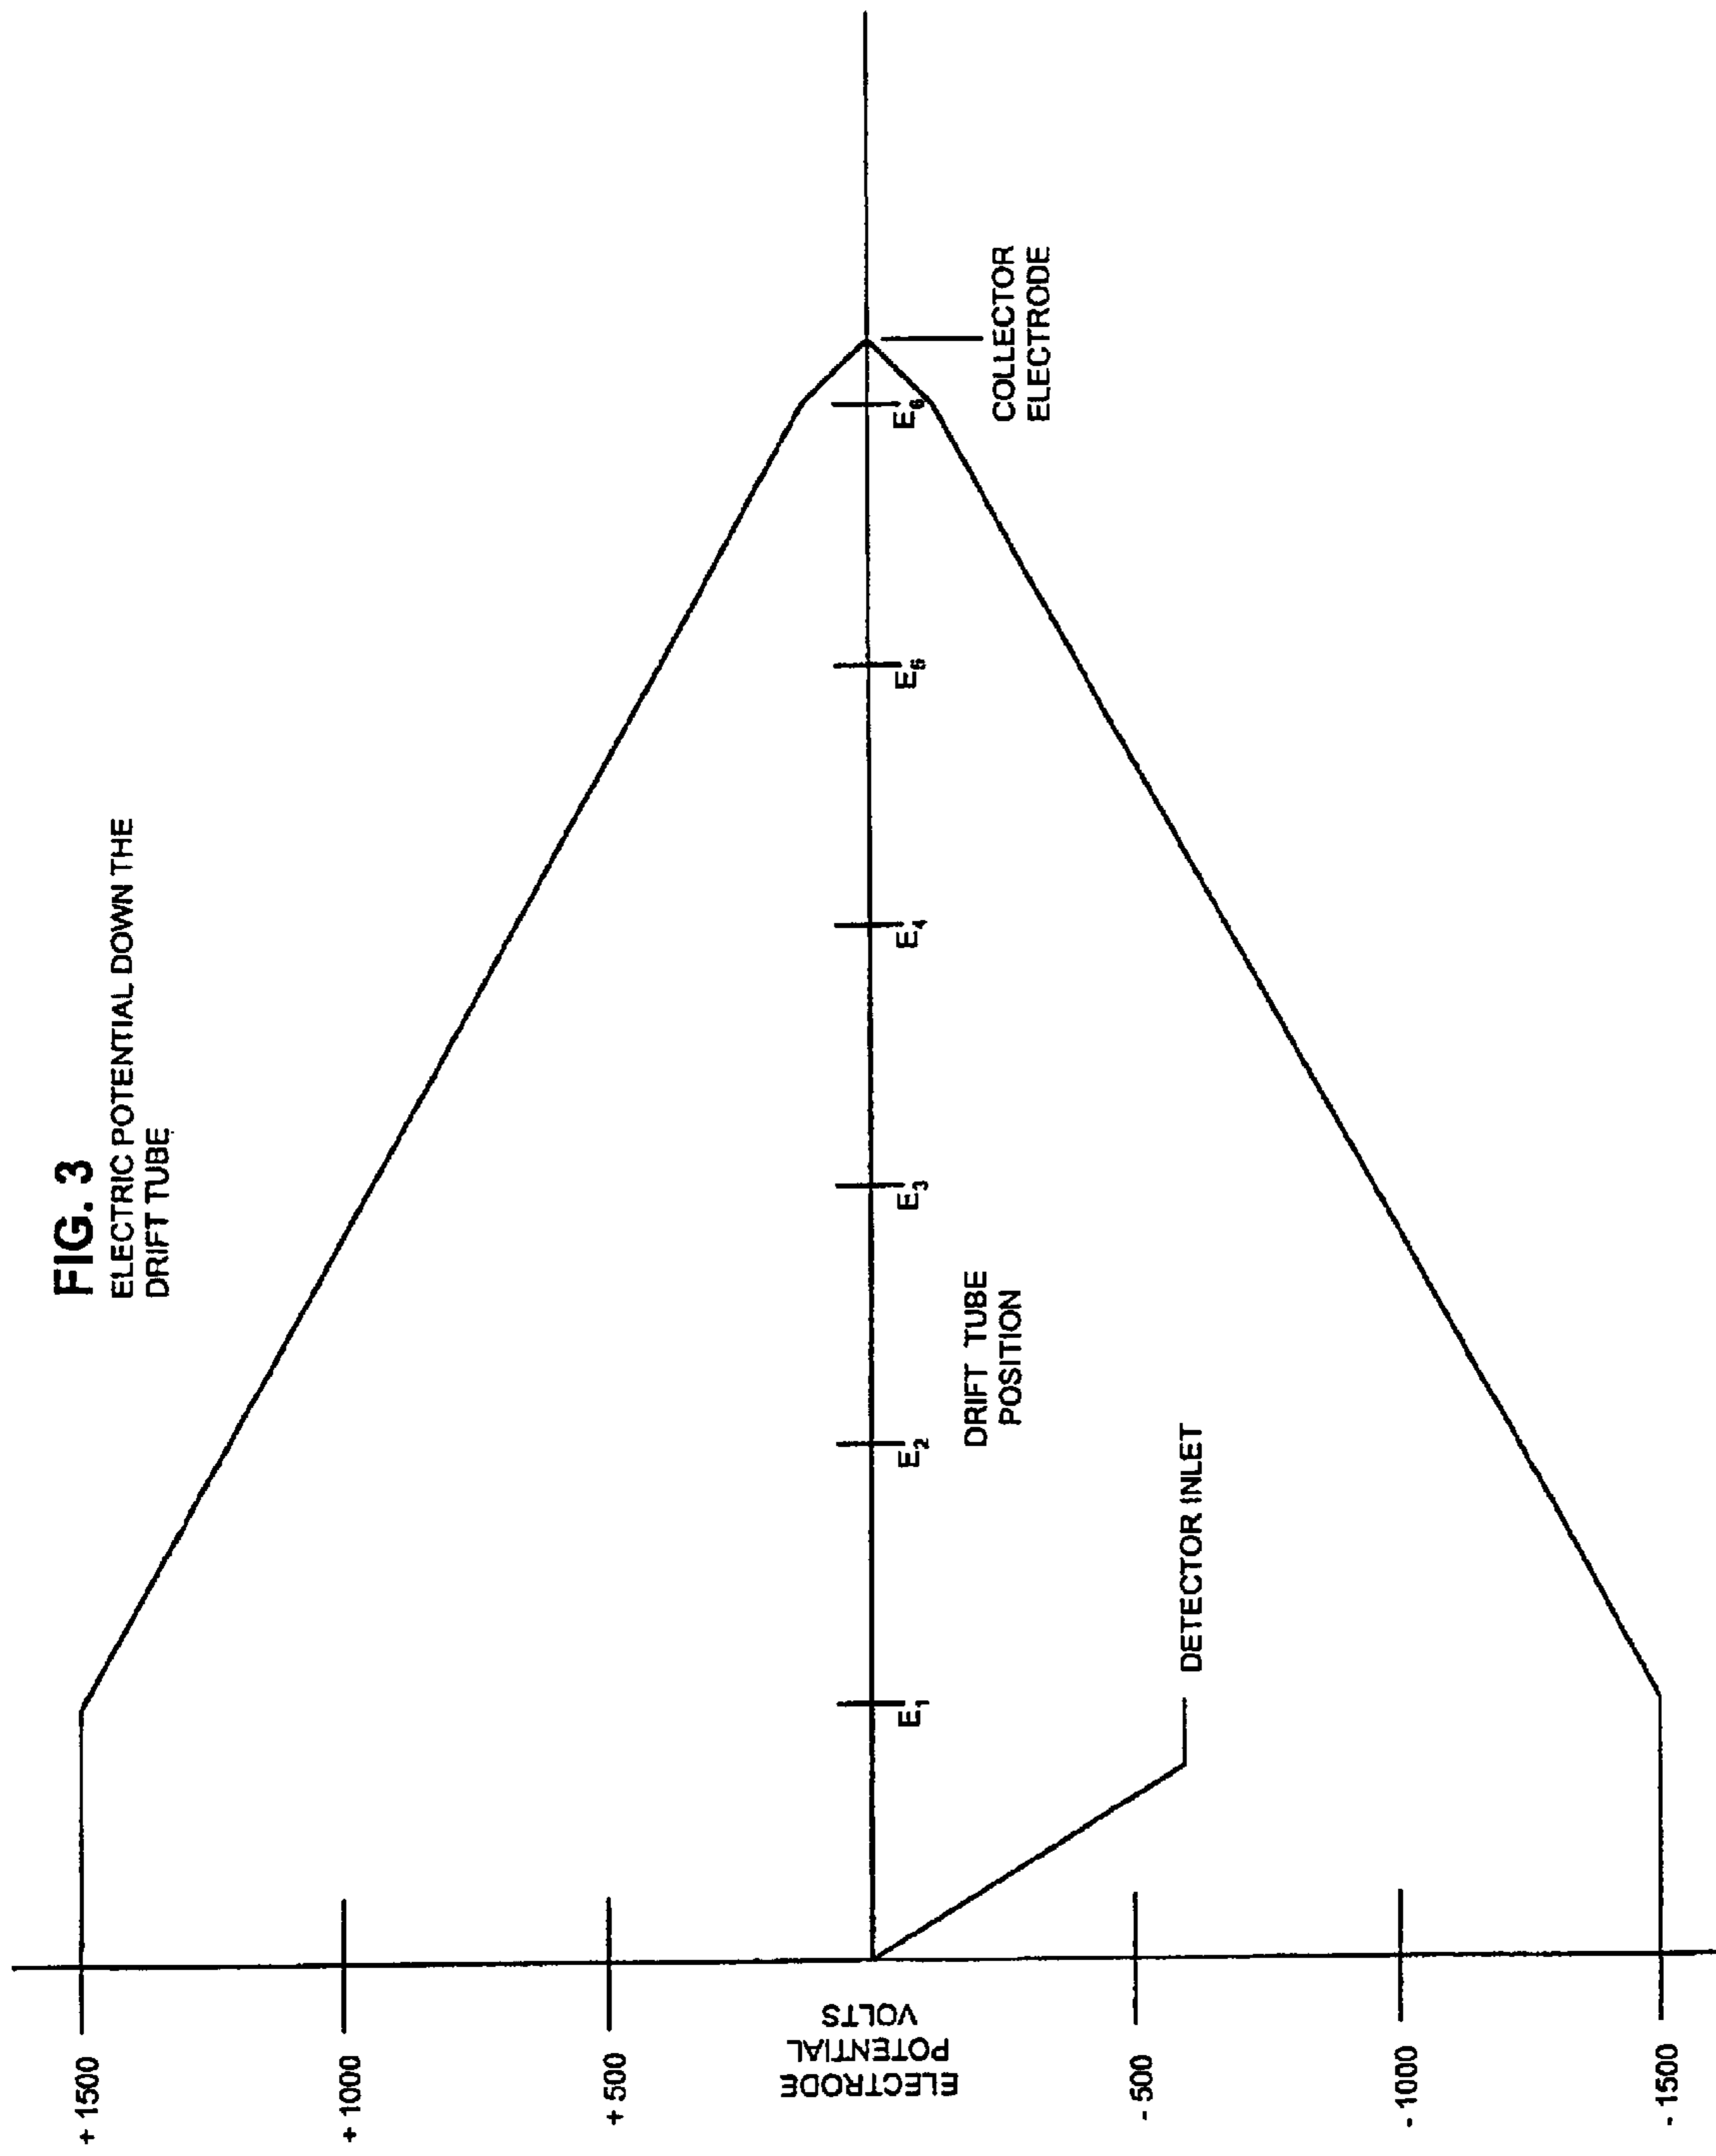 FIG. 3
ELECTRIC POTENTIAL DOWN THE
DRIFT TUBE
+ 1500
+ 1000
+ 500
ELECTRODE
POTENTIAL
VOLTS
- 500
- 1000
- 1500
E1
E2
E3
E4
E5
E6
DRIFT TUBE
POSITION
DETECTOR INLET
COLLECTOR
ELECTRODE